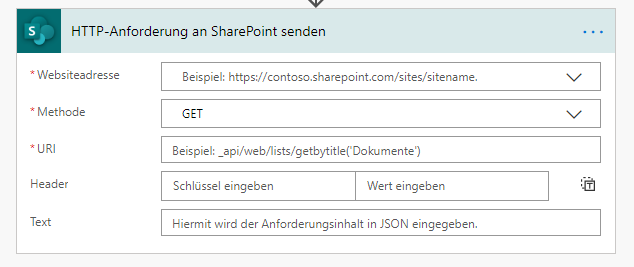 HTTP-Anforderung an SharePoint senden
* Websiteadresse Beispiel: https://contoso.sharepoint.com/sites/sitename.
* Methode GET
* URI Beispiel: _api/web/lists/getbytitle('Dokumente')
Header Schlüssel eingeben Wert eingeben
Text Hiermit wird der Anforderungsinhalt in JSON eingegeben.